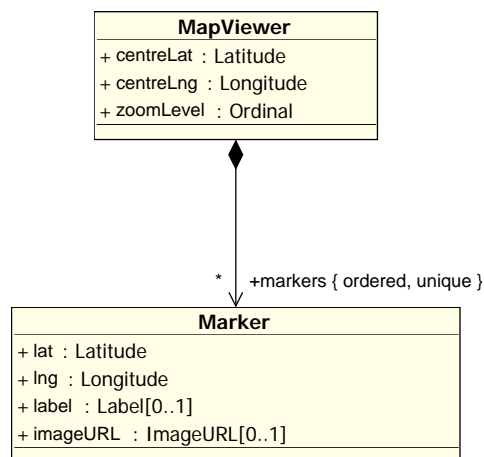 MapViewer
+ centreLat : Latitude
+ centreLng : Longitude
+ zoomLevel : Ordinal
* +markers { ordered, unique }
Marker
+ lat : Latitude
+ lng : Longitude
+ label : Label[0..1]
+ imageURL : ImageURL[0..1]